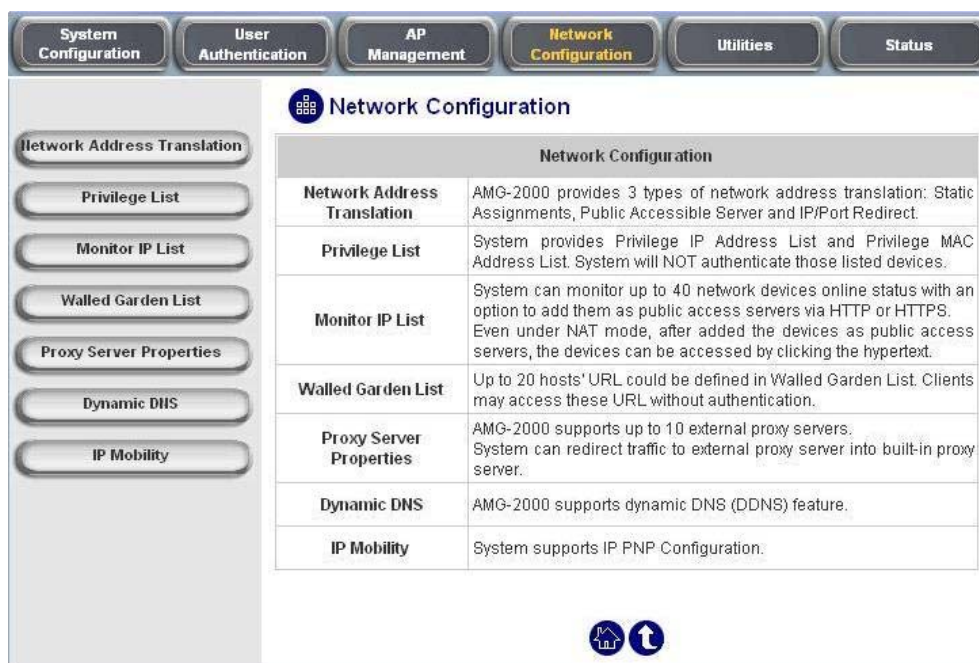 System
Configuration
User
Authentication
AP
Management
Network
Configuration
Utilities
Status
Network Address Translation
Privilege List
Monitor IP List
Walled Garden List
Proxy Server Properties
Dynamic DNS
IP Mobility
Network Configuration
Network Configuration
Network Address
Translation
AMG-2000 provides 3 types of network address translation: Static
Assignments, Public Accessible Server and IP/Port Redirect.
Privilege List
System provides Privilege IP Address List and Privilege MAC
Address List. System will NOT authenticate those listed devices.
Monitor IP List
System can monitor up to 40 network devices online status with an
option to add them as public access servers via HTTP or HTTPS.
Even under NAT mode, after added the devices as public access
servers, the devices can be accessed by clicking the hypertext.
Walled Garden List
Up to 20 hosts' URL could be defined in Walled Garden List. Clients
may access these URL without authentication.
Proxy Server
Properties
AMG-2000 supports up to 10 external proxy servers.
System can redirect traffic to external proxy server into built-in proxy
server.
Dynamic DNS
AMG-2000 supports dynamic DNS (DDNS) feature.
IP Mobility
System supports IP PNP Configuration.